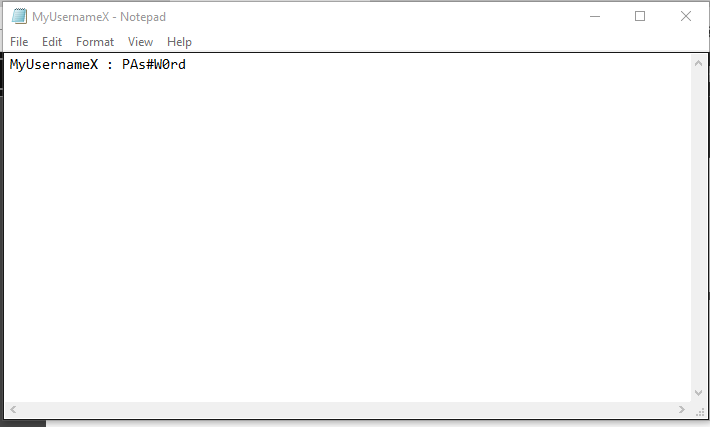 MyUsernameX - Notepad
File Edit Format View Help
MyUsernameX : PAs#W0rd